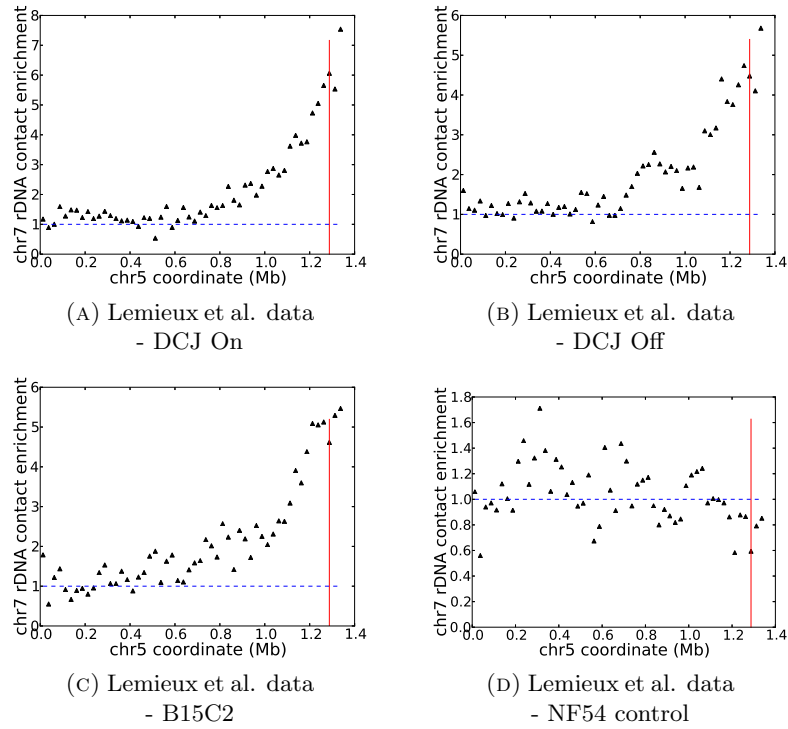 chr7 rDNA contact enrichment
8
7
6
5
4
3
2
1
0
0.0 0.2 0.4 0.6 0.8 1.0 1.2 1.4
chr5 coordinate (Mb)
(A) Lemieux et al. data
- DCJ On
chr7 rDNA contact enrichment
6
5
4
3
2
1
0
0.0 0.2 0.4 0.6 0.8 1.0 1.2 1.4
chr5 coordinate (Mb)
(B) Lemieux et al. data
- DCJ Off
chr7 rDNA contact enrichment
6
5
4
3
2
1
0
0.0 0.2 0.4 0.6 0.8 1.0 1.2 1.4
chr5 coordinate (Mb)
(C) Lemieux et al. data
- B15C2
chr7 rDNA contact enrichment
1.8
1.6
1.4
1.2
1.0
0.8
0.6
0.4
0.2
0.0
0.0 0.2 0.4 0.6 0.8 1.0 1.2 1.4
chr5 coordinate (Mb)
(D) Lemieux et al. data
- NF54 control